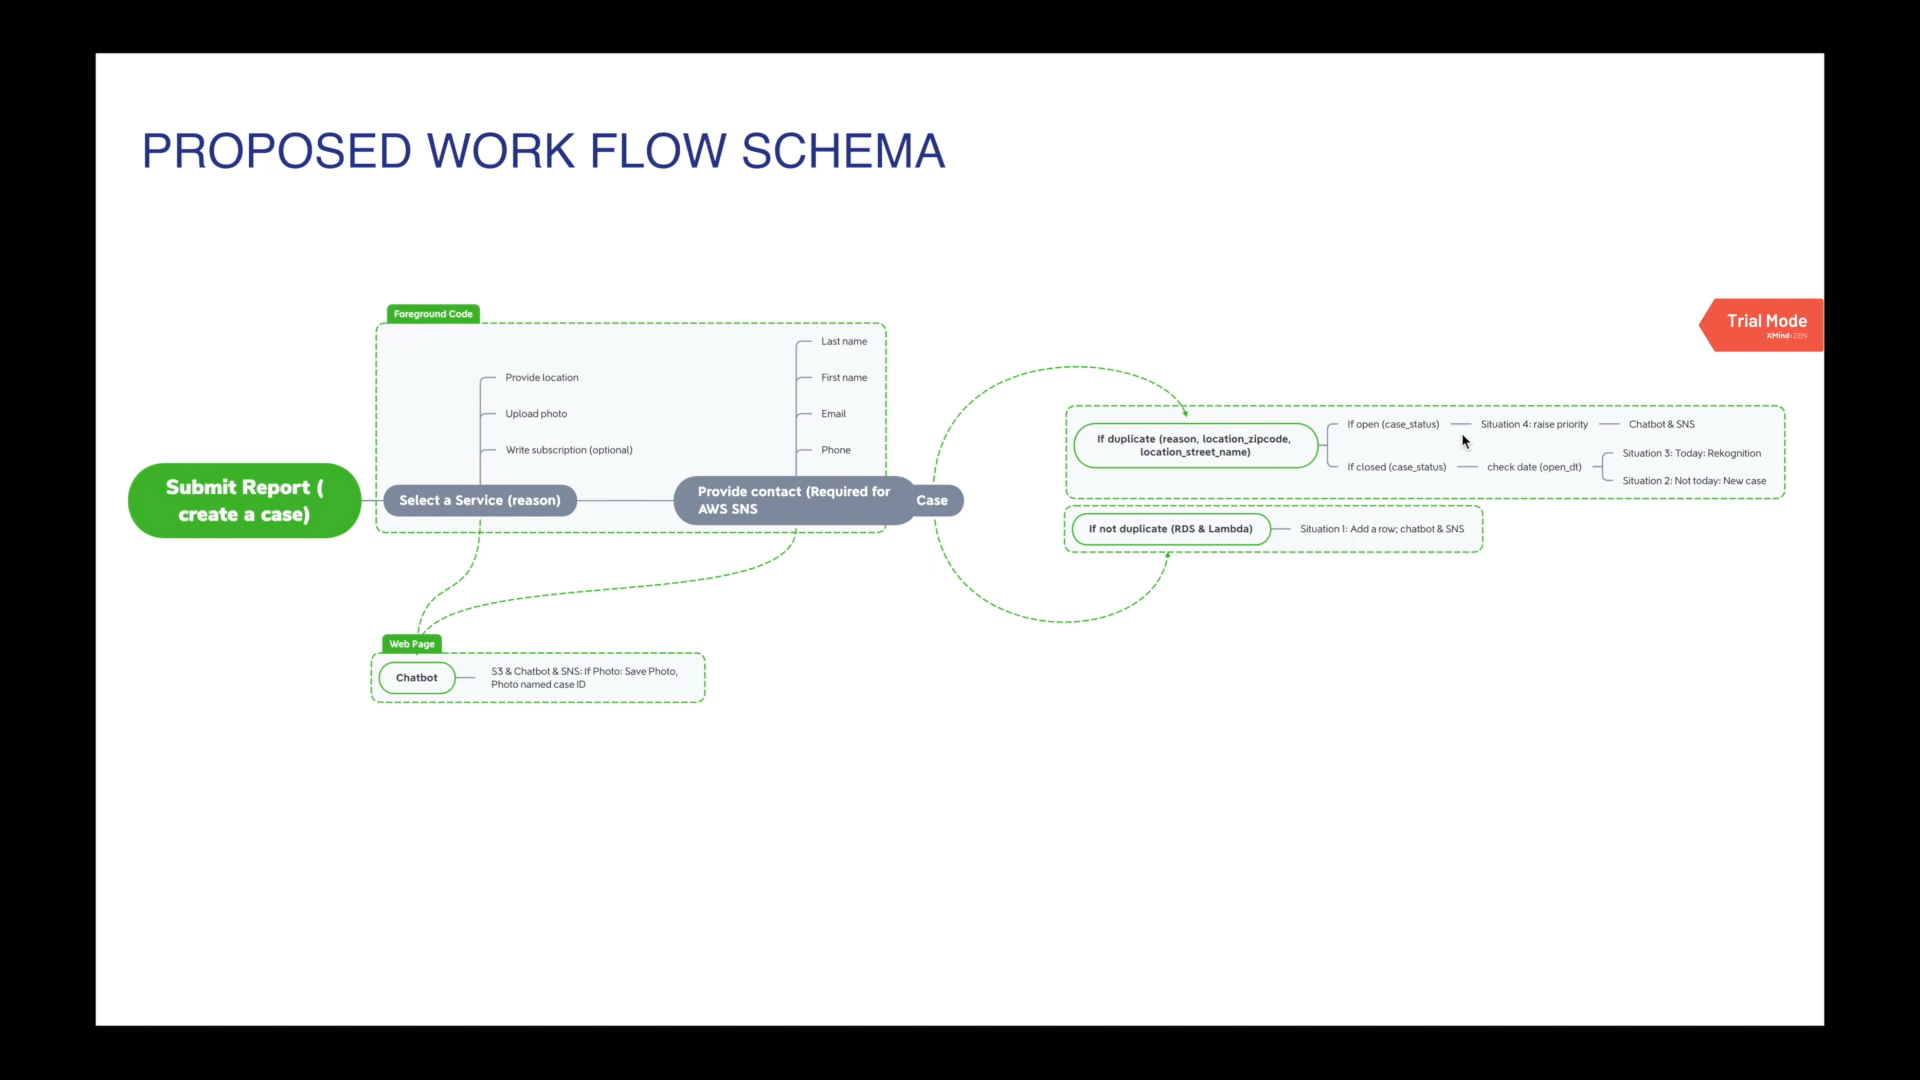 PROPOSED WORK FLOW SCHEMA
Trial Mode
XMind:ZEN
Foreground Code
Last name
First name
Email
Phone
Provide location
Upload photo
Write subscription (optional)
Submit Report (
create a case)
Select a Service (reason)
Provide contact (Required for
AWS SNS
Case
If duplicate (reason, location_zipcode,
location_street_name)
If open (case_status)
Situation 4: raise priority
Chatbot & SNS
If closed (case_status)
check date (open_dt)
Situation 3: Today: Rekognition
Situation 2: Not today: New case
If not duplicate (RDS & Lambda)
Situation 1: Add a row; chatbot & SNS
Web Page
Chatbot
S3 & Chatbot & SNS: If Photo: Save Photo,
Photo named case ID